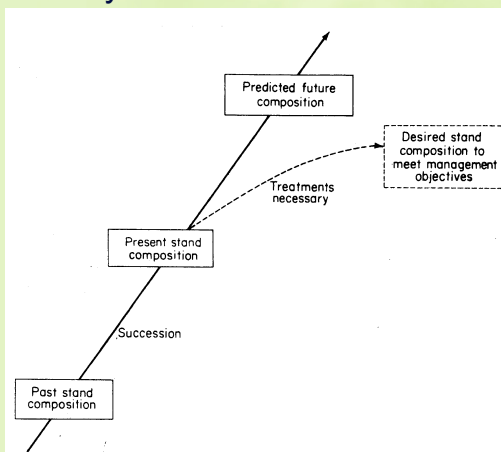 Predicted future
composition
Desired stand
composition to
meet management
objectives
Treatments
necessary
Present stand
composition
Succession
Past stand
composition